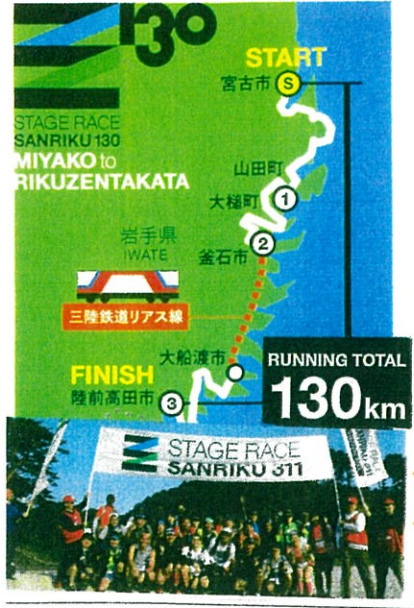 130
STAGE RACE
SANRIKU 130
MIYAKO to
RIKUZENTAKATA
START
宮古市 S
山田町
大槌町 1
釜石市 2
岩手県
IWATE
三陸鉄道リアス線
大船渡市
FINISH
陸前高田市 3
RUNNING TOTAL
130km
STAGE RACE
SANRIKU 311